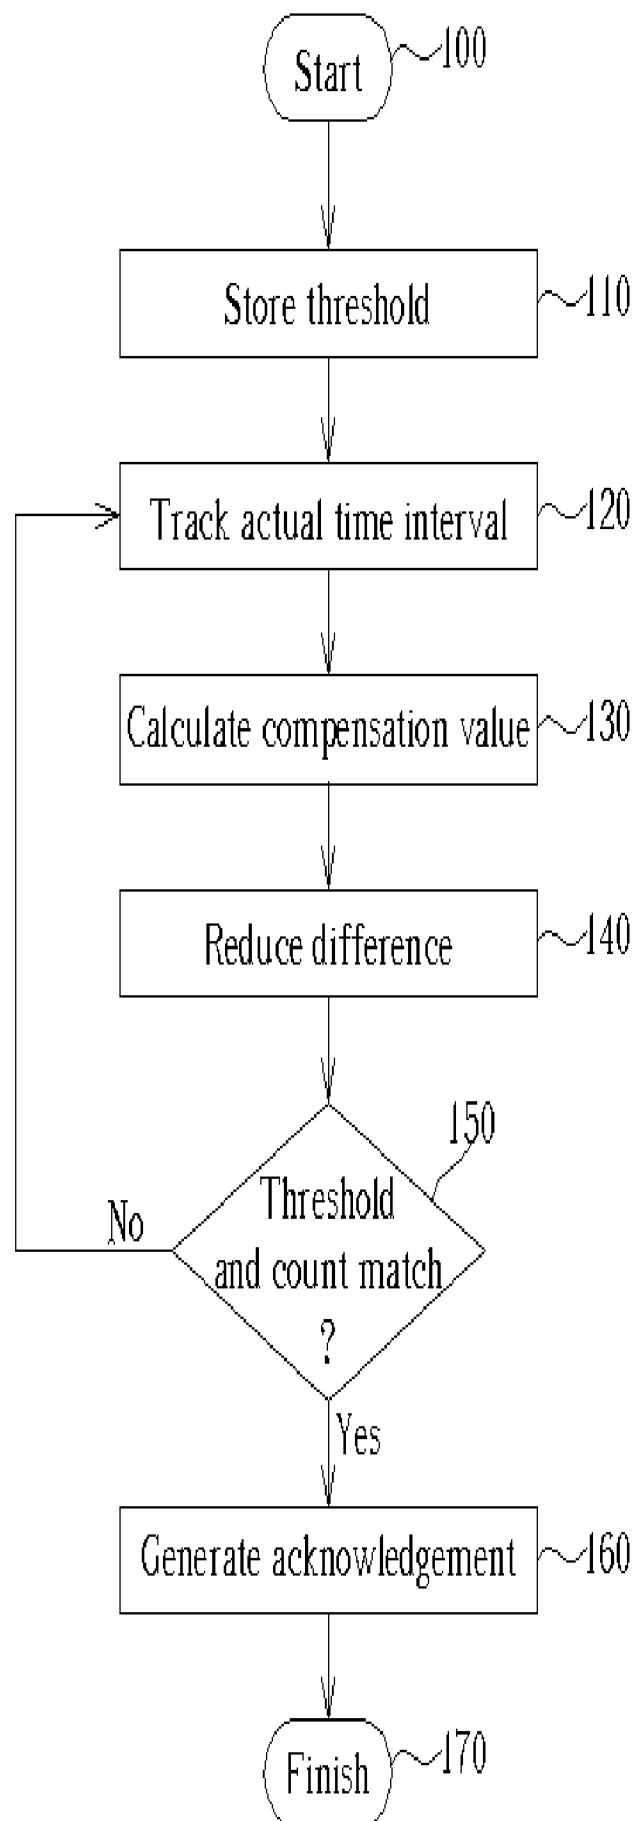 Start
100
Store threshold
110
Track actual time interval
120
Calculate compensation value
130
Reduce difference
140
150
Threshold
and count match
?
No
Yes
Generate acknowledgement
160
Finish
170